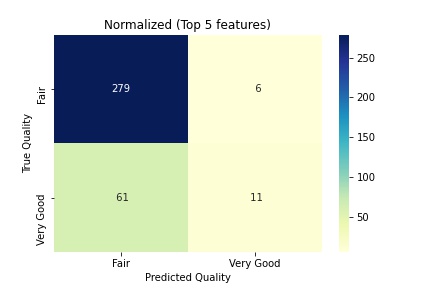 Normalized (Top 5 features)
True Quality
Fair
Very Good
279
6
61
11
Fair
Very Good
Predicted Quality
250
200
150
100
50